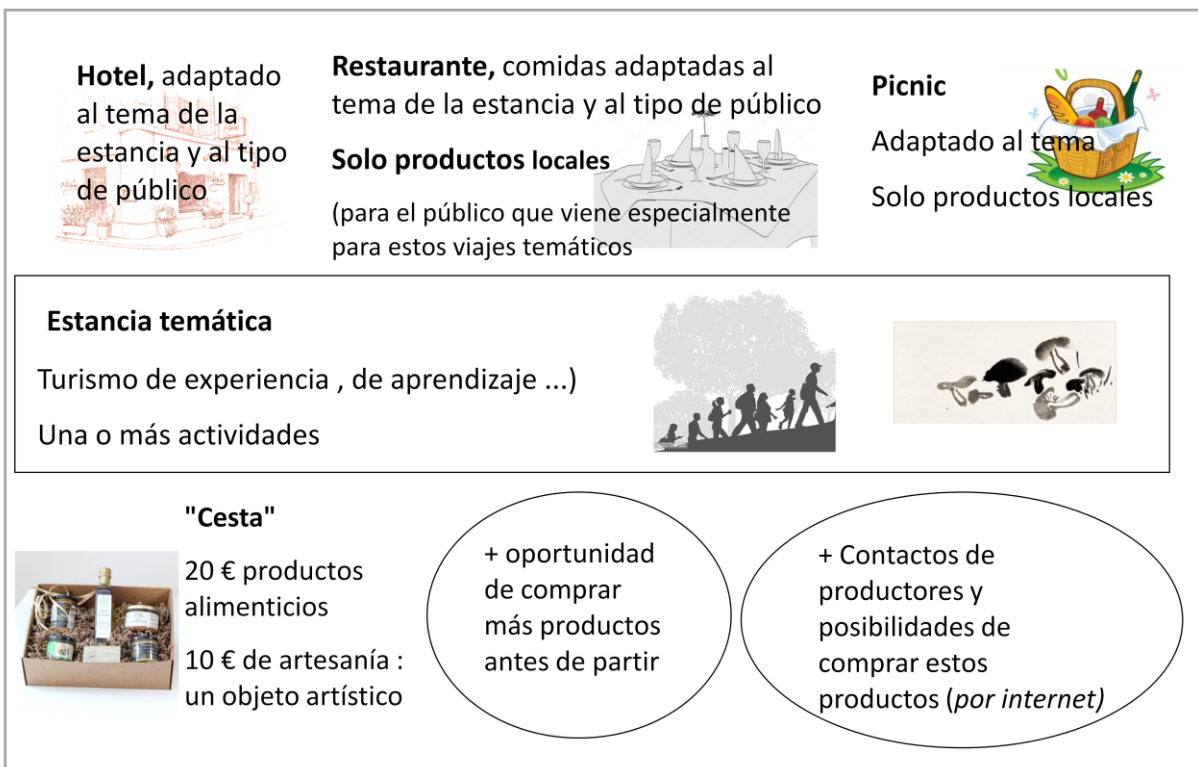 Hotel, adaptado
al tema de la
estancia y al tipo
de público
Restaurante, comidas adaptadas al
tema de la estancia y al tipo de público
Solo productos locales
(para el público que viene especialmente
para estos viajes temáticos
Picnic
Adaptado al tema
Solo productos locales
Estancia temática
Turismo de experiencia , de aprendizaje ...)
Una o más actividades
"Cesta"
20 € productos
alimenticios
10 € de artesanía :
un objeto artístico
+ oportunidad
de comprar
más productos
antes de partir
+ Contactos de
productores y
posibilidades de
comprar estos
productos (por internet)